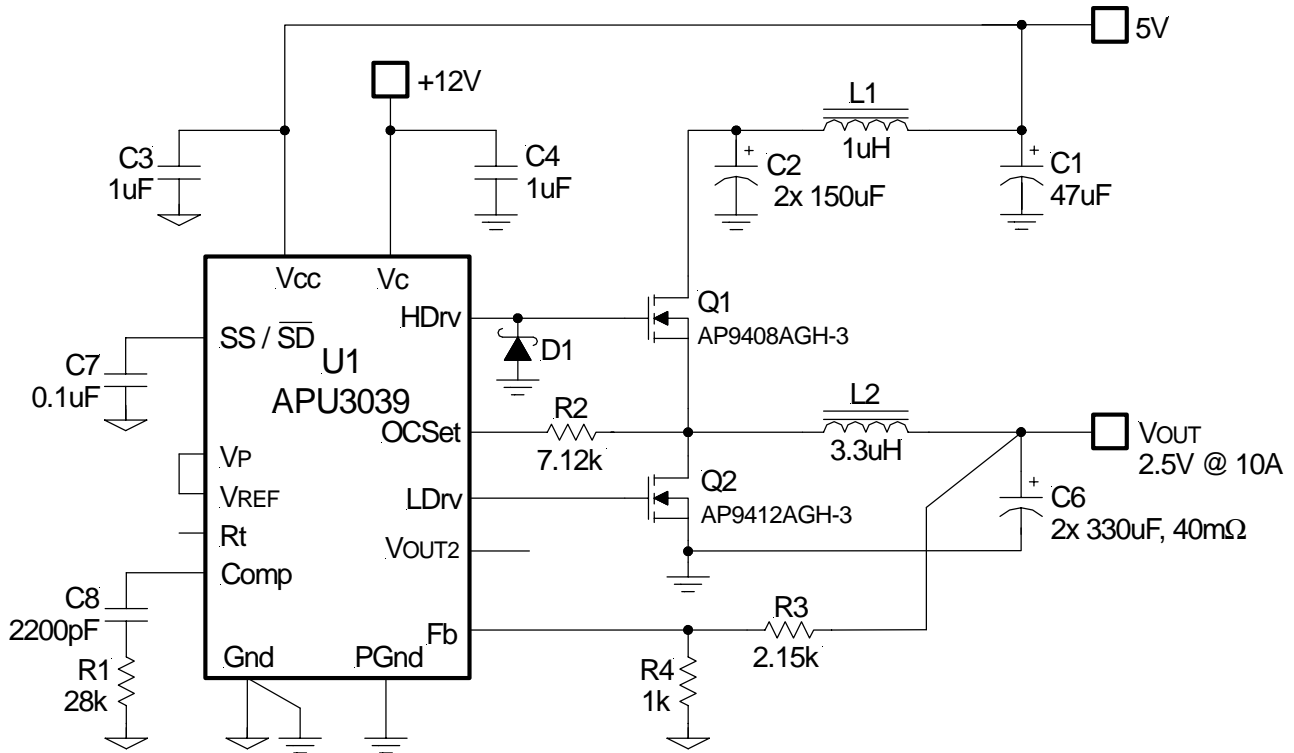 5V
+12V
L1
1uH
C3
1uF
C4
1uF
+
C2
2x 150uF
+
C1
47uF
Vcc
Vc
HDrv
Q1
AP9408AGH-3
D1
SS / SD
U1
APU3039
C7
0.1uF
OCSet
R2
7.12k
L2
3.3uH
VOUT
2.5V @ 10A
VP
VREF
LDrv
Q2
AP9412AGH-3
+
C6
2x 330uF, 40mΩ
Rt
VOUT2
Comp
C8
2200pF
R1
28k
Fb
R3
2.15k
Gnd
PGnd
R4
1k